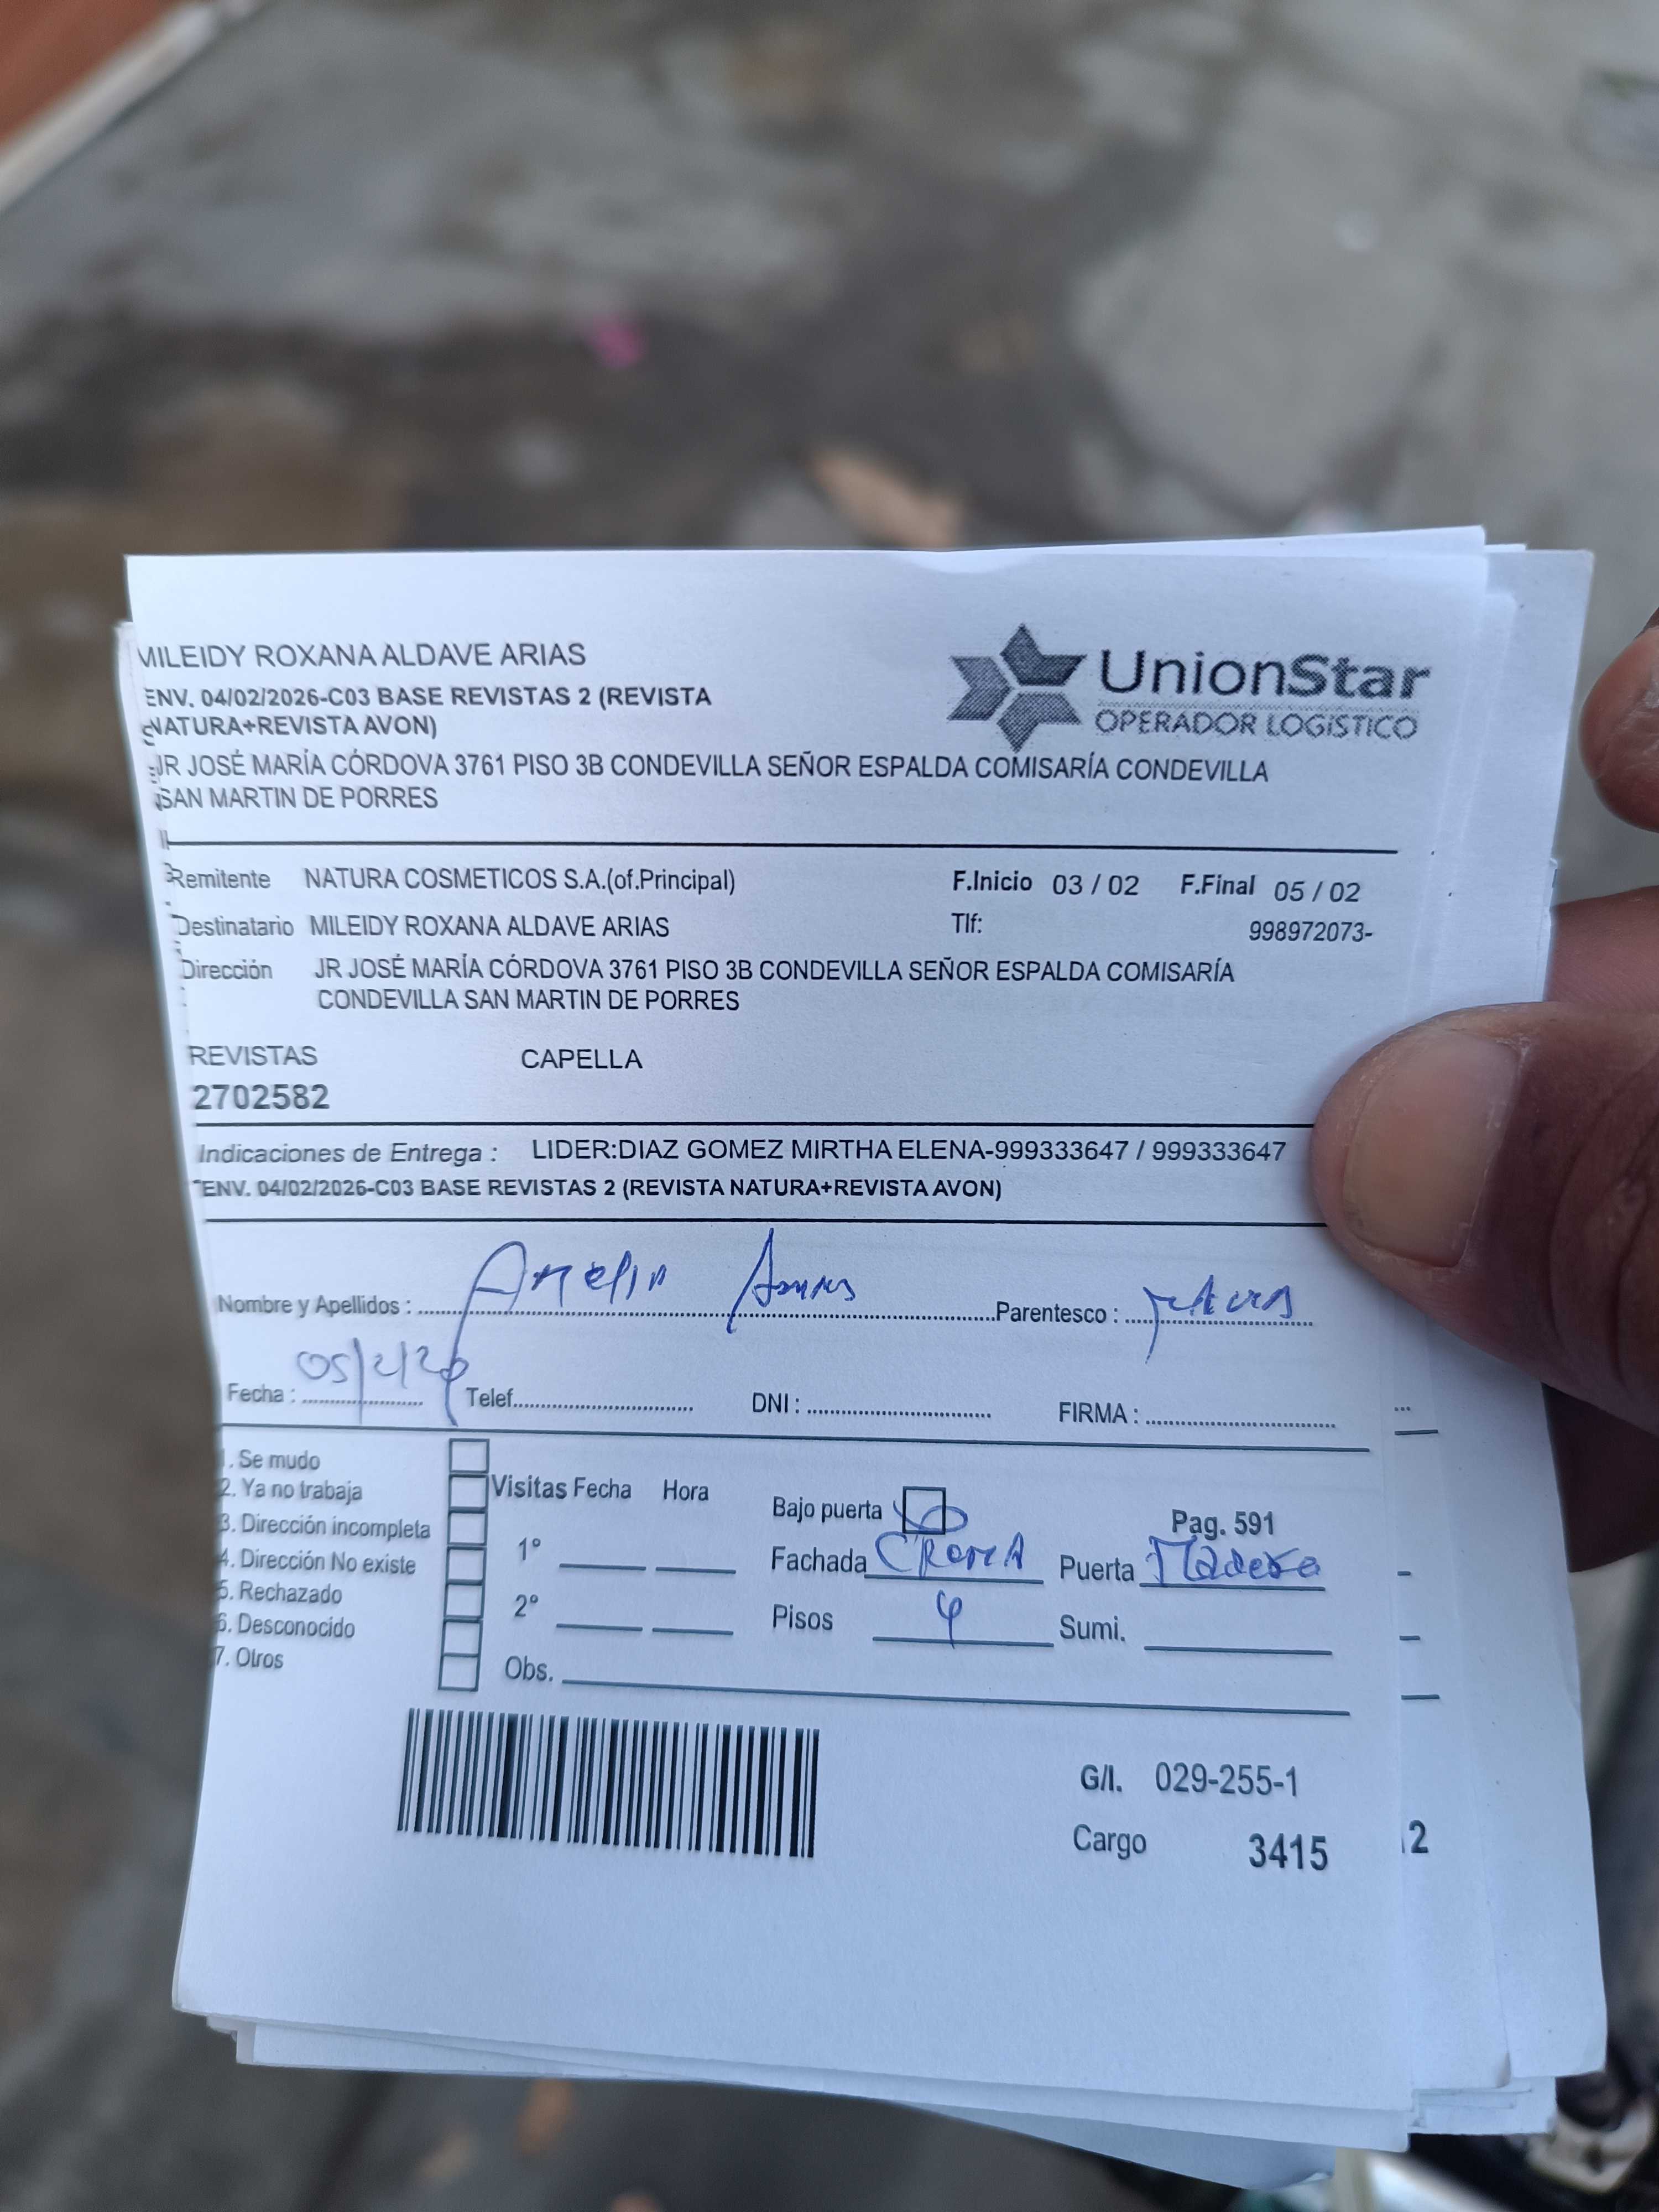 MILEIDY ROXANA ALDAVE ARIAS
ENV. 04/02/2026-C03 BASE REVISTAS 2 (REVISTA
NATURA+REVISTA AVON)
UnionStar
OPERADOR LOGíSTICO
JR JOSÉ MARÍA CÓRDOVA 3761 PISO 3B CONDEVILLA SEÑOR ESPALDA COMISARÍA CONDEVILLA
SAN MARTIN DE PORRES
Remitente NATURA COSMETICOS S.A.(of.Principal) F.Inicio 03 / 02 F.Final 05 / 02
Destinatario MILEIDY ROXANA ALDAVE ARIAS Tlf: 998972073-
Dirección JR JOSÉ MARÍA CÓRDOVA 3761 PISO 3B CONDEVILLA SEÑOR ESPALDA COMISARÍA
CONDEVILLA SAN MARTIN DE PORRES
REVISTAS CAPELLA
2702582
Indicaciones de Entrega : LIDER:DIAZ GOMEZ MIRTHA ELENA-999333647 / 999333647
*ENV. 04/02/2026-C03 BASE REVISTAS 2 (REVISTA NATURA+REVISTA AVON)
Nombre y Apellidos : Parentesco :
Fecha : 05/2/26 Telef. DNI : FIRMA :
1. Se mudo
2. Ya no trabaja
3. Dirección incompleta
4. Dirección No existe
5. Rechazado
6. Desconocido
7. Otros
Visitas Fecha Hora
1º
2º
Obs.
Bajo puerta Pag. 591
Fachada CREMA Puerta Madera
Pisos 4 Sumi.
G/I. 029-255-1
Cargo 3415
2